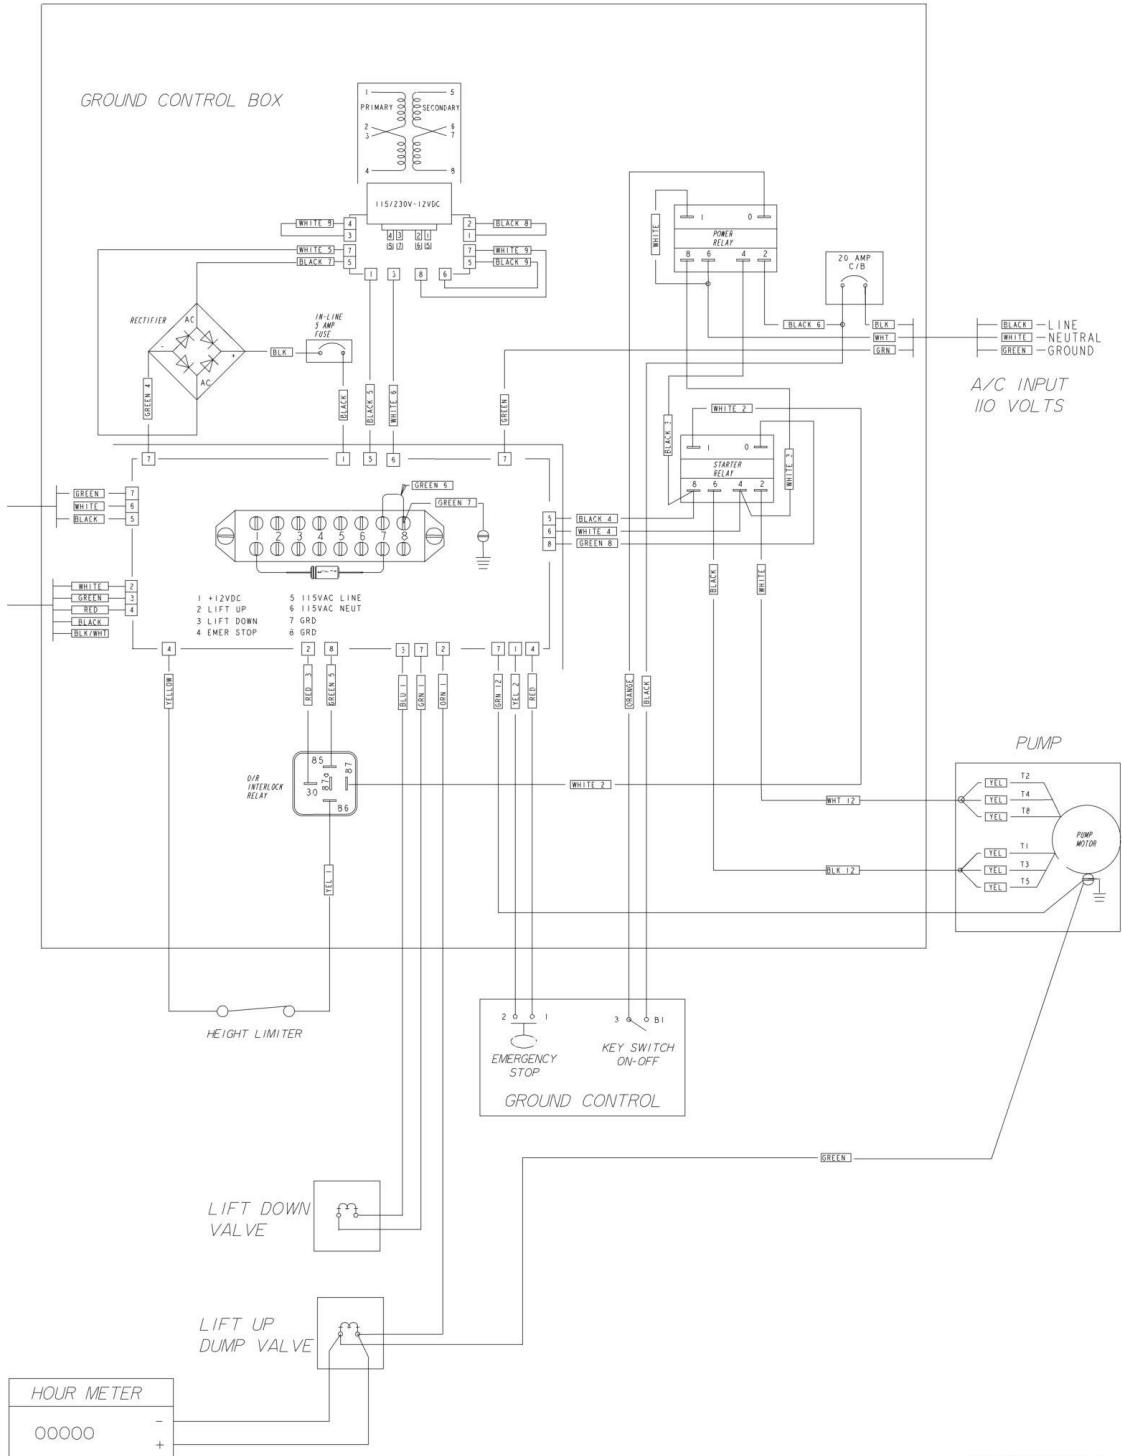 GROUND CONTROL BOX
1 5
PRIMARY SECONDARY
2 6
3 7
4 8
115/230V-12VDC
WHITE 9 4
3
4 3 2 1
5 7 6 5
2 BLACK 8
1
WHITE 5 7
BLACK 7 5
7 WHITE 9
5 BLACK 9
1 3 8 6
RECTIFIER
AC
- +
AC
IN-LINE
5 AMP
FUSE
BLK
GREEN 4
BLACK
BLACK 5
WHITE 6
GREEN
WHITE
1 0
POWER
RELAY
8 6 4 2
20 AMP
C/B
BLACK 6
BLK
WHT
GRN
BLACK LINE
WHITE NEUTRAL
GREEN GROUND
A/C INPUT
110 VOLTS
WHITE 2
BLACK 3
WHITE 3
1 0
STARTER
RELAY
8 6 4 2
7 1 5 6 7
GREEN 7
WHITE 6
BLACK 5
GREEN 6
GREEN 7
1 2 3 4 5 6 7 8
5 BLACK 4
6 WHITE 4
8 GREEN 8
BLACK
WHITE
WHITE 2
GREEN 3
RED 4
BLACK
BLK/WHT
1 +12VDC 5 115VAC LINE
2 LIFT UP 6 115VAC NEUT
3 LIFT DOWN 7 GRD
4 EMER STOP 8 GRD
4 2 8 3 7 2 7 1 4
YELLOW
RED 3
GREEN 5
BLU 1
GRN 1
ORN 1
GRN 12
YEL 2
RED
ORANGE
BLACK
O/R
INTERLOCK
RELAY
85
87a
87
30
86
WHITE 2
YEL 1
WHT 12
BLK 12
PUMP
YEL T2
YEL T4
YEL T8
YEL T1
YEL T3
YEL T5
PUMP
MOTOR
HEIGHT LIMITER
2 1
EMERGENCY
STOP
3 B1
KEY SWITCH
ON-OFF
GROUND CONTROL
GREEN
LIFT DOWN
VALVE
LIFT UP
DUMP VALVE
HOUR METER
00000
-
+